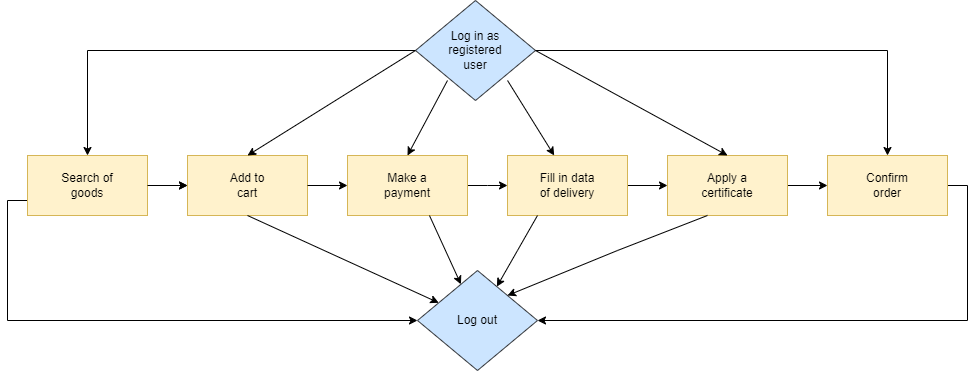 Log in as
registered
user
Search of
goods
Add to
cart
Make a
payment
Fill in data
of delivery
Apply a
certificate
Confirm
order
Log out